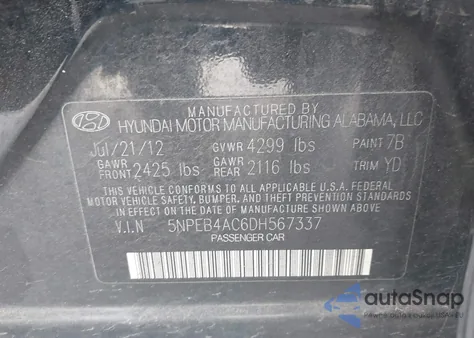 MANUFACTURED BY
HYUNDAI MOTOR MANUFACTURING ALABAMA, LLC
Jul/21/12 GVWR 4299 lbs PAINT 7B
GAWR FRONT 2425 lbs GAWR REAR 2116 lbs TRIM YD
THIS VEHICLE CONFORMS TO ALL APPLICABLE U.S.A. FEDERAL
MOTOR VEHICLE SAFETY, BUMPER, AND THEFT PREVENTION
STANDARDS IN EFFECT ON THE DATE OF MANUFACTURE SHOWN ABOVE.
V.I.N 5NPEB4AC6DH567337
PASSENGER CAR
autoSnap